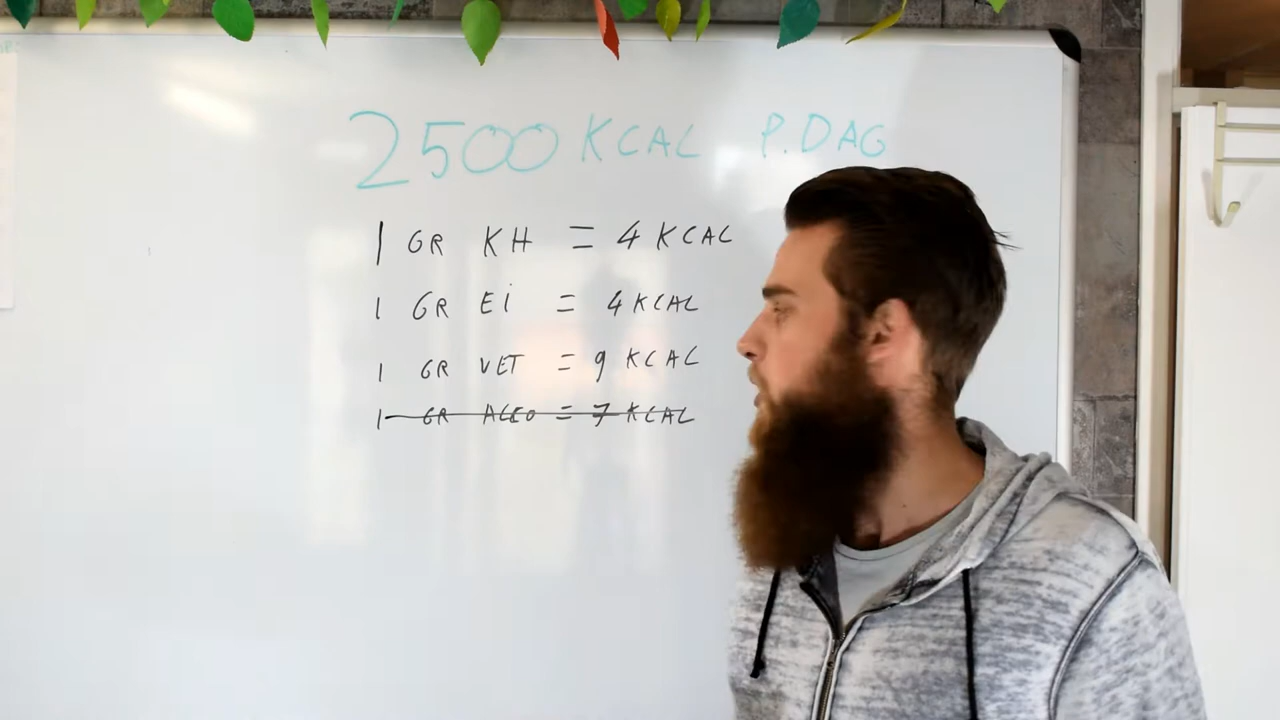 2500 KCAL P. DAG
1 GR KH = 4 KCAL
1 GR Ei = 4 KCAL
1 GR VET = 9 KCAL
1 GR ALCO = 7 KCAL